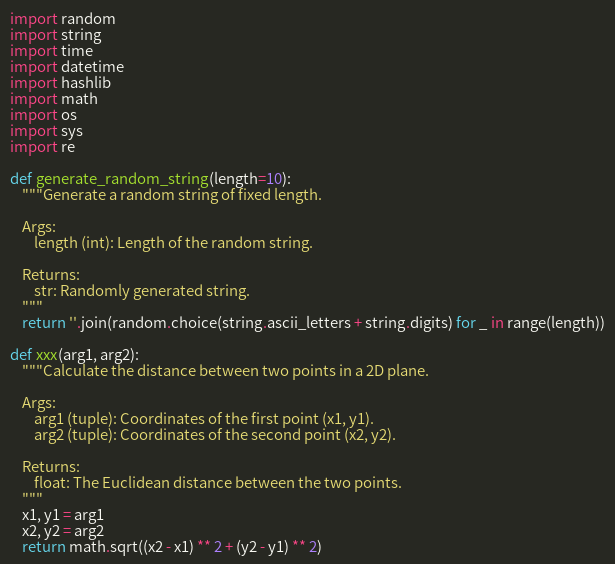 import random
import string
import time
import datetime
import hashlib
import math
import os
import sys
import re

def generate_random_string(length=10):
    """Generate a random string of fixed length.

    Args:
        length (int): Length of the random string.

    Returns:
        str: Randomly generated string.
    """
    return ''.join(random.choice(string.ascii_letters + string.digits) for _ in range(length))

def xxx(arg1, arg2):
    """Calculate the distance between two points in a 2D plane.

    Args:
        arg1 (tuple): Coordinates of the first point (x1, y1).
        arg2 (tuple): Coordinates of the second point (x2, y2).

    Returns:
        float: The Euclidean distance between the two points.
    """
    x1, y1 = arg1
    x2, y2 = arg2
    return math.sqrt((x2 - x1) ** 2 + (y2 - y1) ** 2)